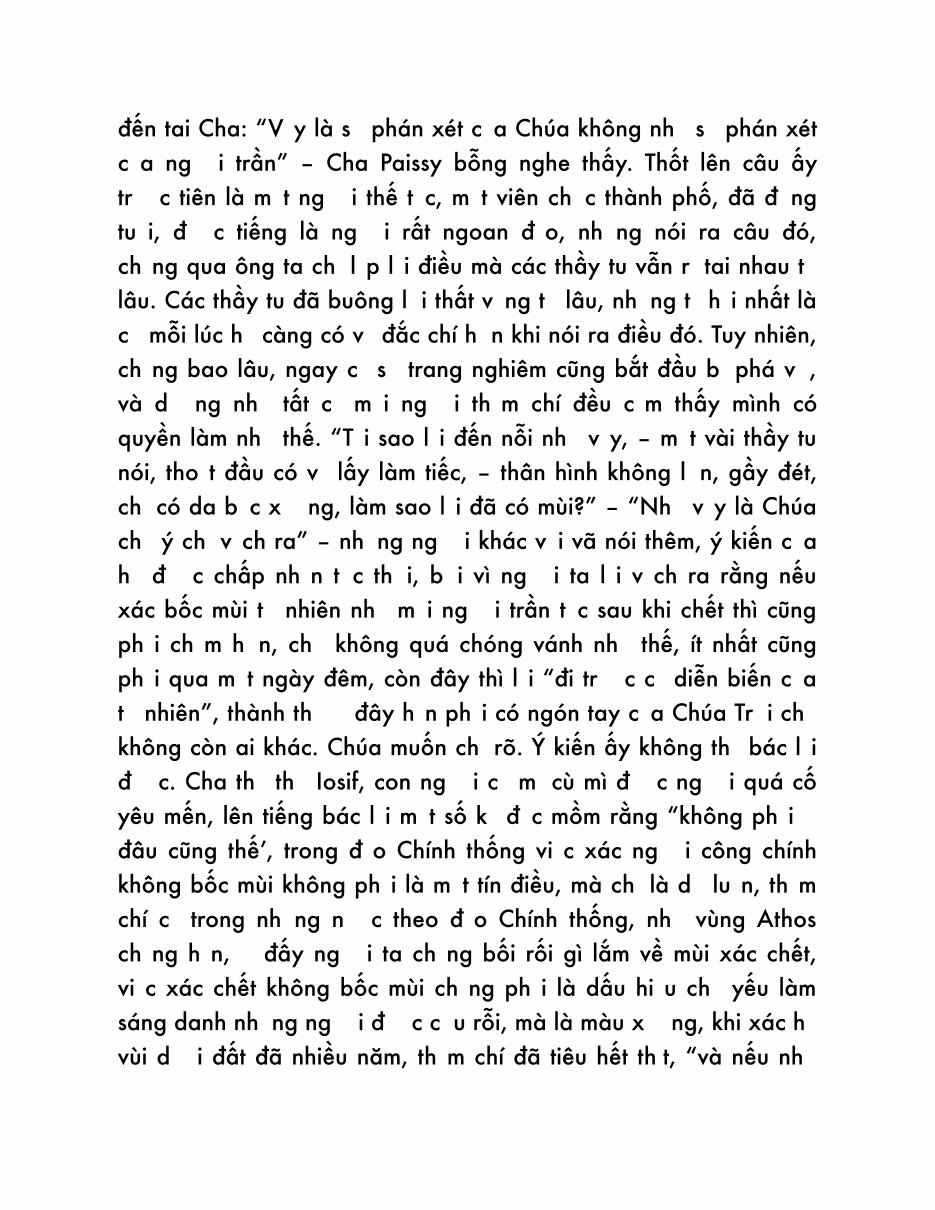 đến tai Cha: “V y là s   phán xét c  a Chúa không nh   s   phán xét
c  a ng   i trần” – Cha Paissy bỗng nghe thấy. Thốt lên câu ấy
tr   c tiên là m  t ng   i thế t  c, m  t viên ch  c thành phố, đã đ  ng
tu  i, đ   c tiếng là ng   i rất ngoan đ  o, nh  ng nói ra câu đó,
ch  ng qua ông ta ch   l  p l  i điều mà các thầy tu vẫn r   tai nhau t
lâu. Các thầy tu đã buông l   i thất v  ng t   lâu, nh  ng t   h  i nhất là
c   mỗi lúc h   càng có v   đắc chí h  n khi nói ra điều đó. Tuy nhiên,
ch  ng bao lâu, ngay c   s   trang nghiêm cũng bắt đầu b   phá v  ,
và d   ng nh   tất c   m  i ng   i th  m chí đều c  m thấy mình có
quyền làm nh   thế. “T  i sao l  i đến nỗi nh   v  y, – m  t vài thầy tu
nói, tho  t đầu có v   lấy làm tiếc, – thân hình không l  n, gầy đét,
ch   có da b  c x   ng, làm sao l  i đã có mùi?” – “Nh   v  y là Chúa
ch   ý ch   v  ch ra” – nh  ng ng   i khác v  i vã nói thêm, ý kiến c  a
h   đ   c chấp nh  n t  c th  i, b  i vì ng   i ta l  i v  ch ra rằng nếu
xác bốc mùi t   nhiên nh   m  i ng   i trần t  c sau khi chết thì cũng
ph  i ch  m h  n, ch   không quá chóng vánh nh   thế, ít nhất cũng
ph  i qua m  t ngày đêm, còn đây thì l  i “đi tr   c c   diễn biến c  a
t   nhiên”, thành th     đây h  n ph  i có ngón tay c  a Chúa Tr  i ch
không còn ai khác. Chúa muốn ch   rõ. Ý kiến ấy không th   bác l  i
đ   c. Cha th   th   Iosif, con ng   i c  m cù mì đ   c ng   i quá cố
yêu mến, lên tiếng bác l  i m  t số k   đ  c mồm rằng “không ph  i
đâu cũng thế’, trong đ  o Chính thống vi  c xác ng   i công chính
không bốc mùi không ph  i là m  t tín điều, mà ch   là d   lu  n, th  m
chí c   trong nh  ng n   c theo đ  o Chính thống, nh   vùng Athos
ch  ng h  n,     đấy ng   i ta ch  ng bối rối gì lắm về mùi xác chết,
vi  c xác chết không bốc mùi ch  ng ph  i là dấu hi  u ch   yếu làm
sáng danh nh  ng ng   i đ   c c   u rỗi, mà là màu x   ng, khi xác h
vùi d   i đất đã nhiều năm, th  m chí đã tiêu hết th  t, “và nếu nh